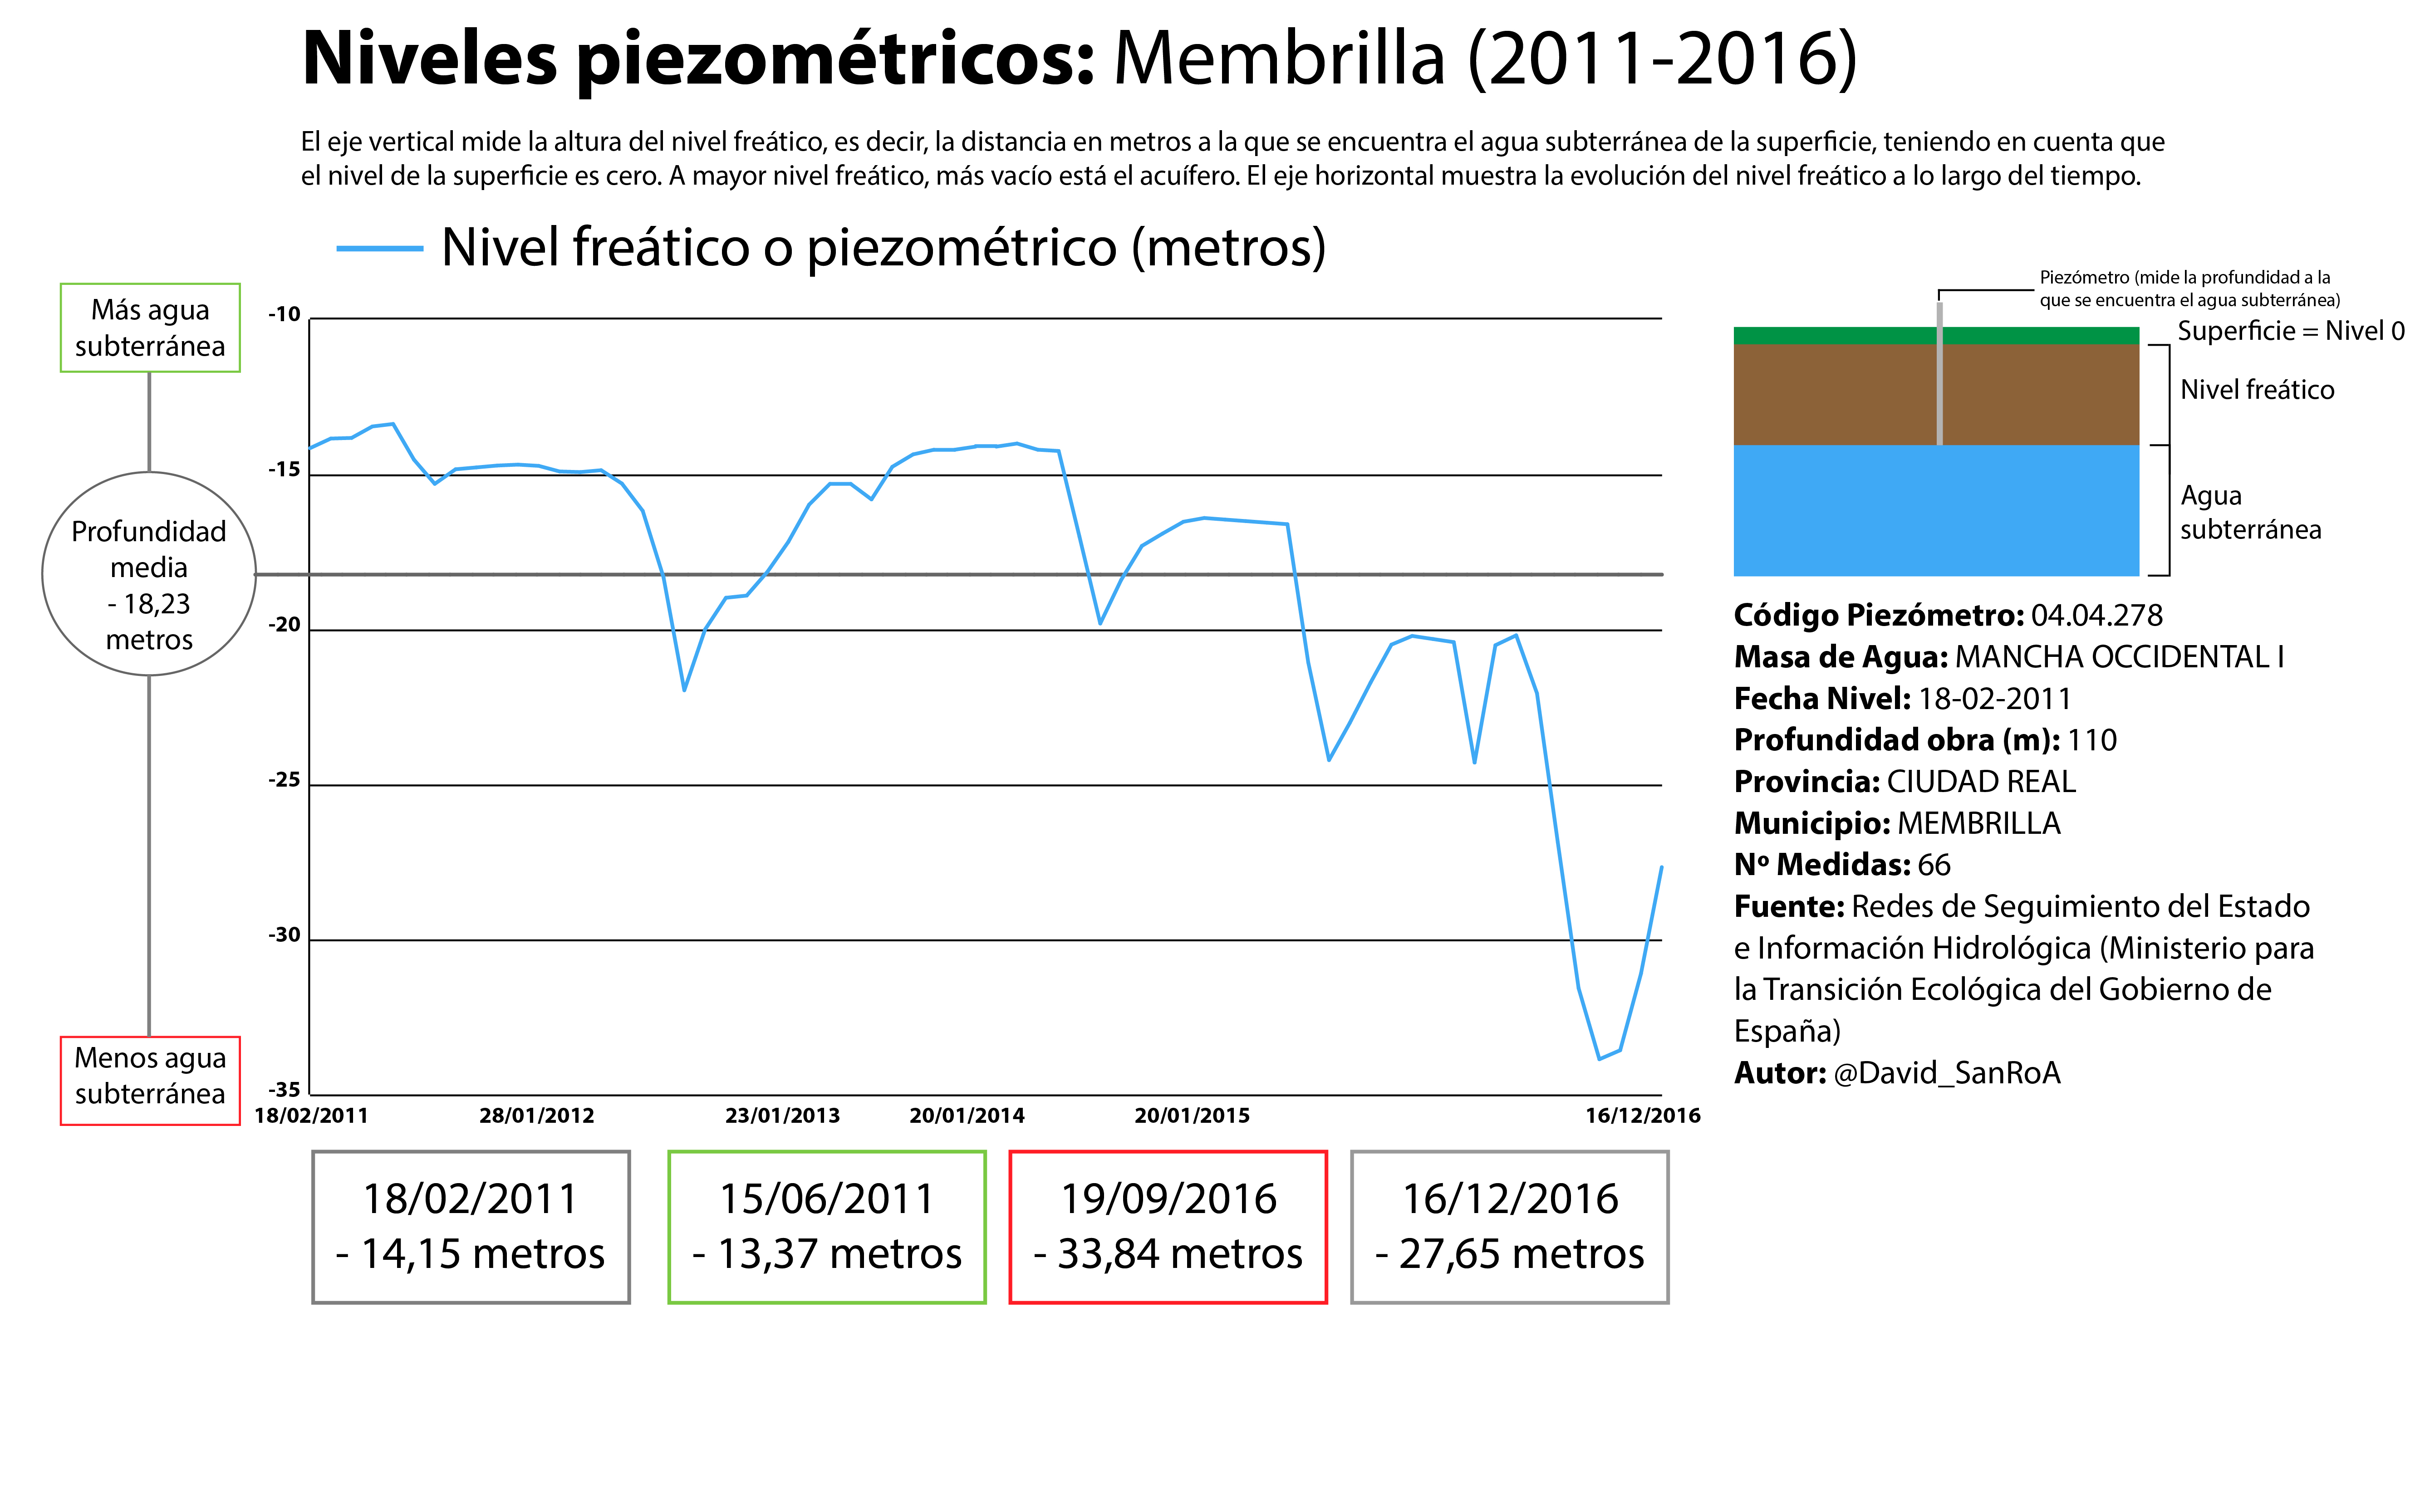 Niveles piezométricos: Membrilla (2011-2016)
El eje vertical mide la altura del nivel freático, es decir, la distancia en metros a la que se encuentra el agua subterránea de la superficie, teniendo en cuenta que
el nivel de la superficie es cero. A mayor nivel freático, más vacío está el acuífero. El eje horizontal muestra la evolución del nivel freático a lo largo del tiempo.
Nivel freático o piezométrico (metros)
Más agua
subterránea
Profundidad
media
- 18,23
metros
Menos agua
subterránea
-10
-15
-20
-25
-30
-35
18/02/2011
28/01/2012
23/01/2013
20/01/2014
20/01/2015
16/12/2016
18/02/2011
- 14,15 metros
15/06/2011
- 13,37 metros
19/09/2016
- 33,84 metros
16/12/2016
- 27,65 metros
Piezómetro (mide la profundidad a la
que se encuentra el agua subterránea)
Superficie = Nivel 0
Nivel freático
Agua
subterránea
Código Piezómetro: 04.04.278
Masa de Agua: MANCHA OCCIDENTAL I
Fecha Nivel: 18-02-2011
Profundidad obra (m): 110
Provincia: CIUDAD REAL
Municipio: MEMBRILLA
Nº Medidas: 66
Fuente: Redes de Seguimiento del Estado
e Información Hidrológica (Ministerio para
la Transición Ecológica del Gobierno de
España)
Autor: @David_SanRoA